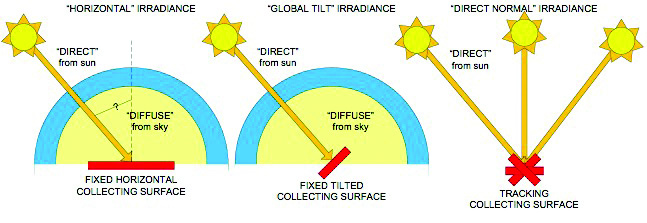 "HORIZONTAL" IRRADIANCE
"DIRECT"
from sun
?
"DIFFUSE"
from sky
FIXED HORIZONTAL
COLLECTING SURFACE
"GLOBAL TILT" IRRADIANCE
"DIRECT"
from sun
"DIFFUSE"
from sky
FIXED TILTED
COLLECTING SURFACE
"DIRECT NORMAL" IRRADIANCE
"DIRECT"
from sun
TRACKING
COLLECTING SURFACE